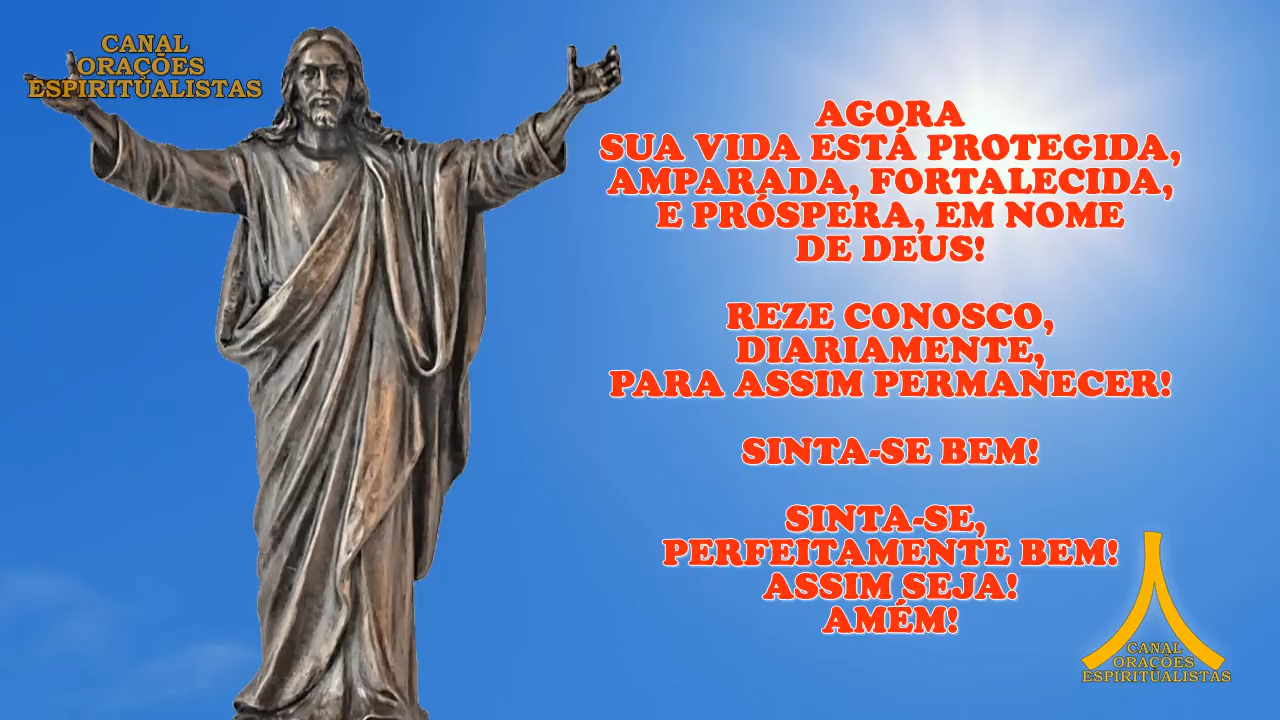 CANAL
ORAÇÕES
ESPIRITUALISTAS
AGORA
SUA VIDA ESTÁ PROTEGIDA,
AMPARADA, FORTALECIDA,
E PRÓSPERA, EM NOME
DE DEUS!
REZE CONOSCO,
DIARIAMENTE,
PARA ASSIM PERMANECER!
SINTA-SE BEM!
SINTA-SE,
PERFEITAMENTE BEM!
ASSIM SEJA!
AMÉM!
CANAL
ORAÇÕES
ESPIRITUALISTAS